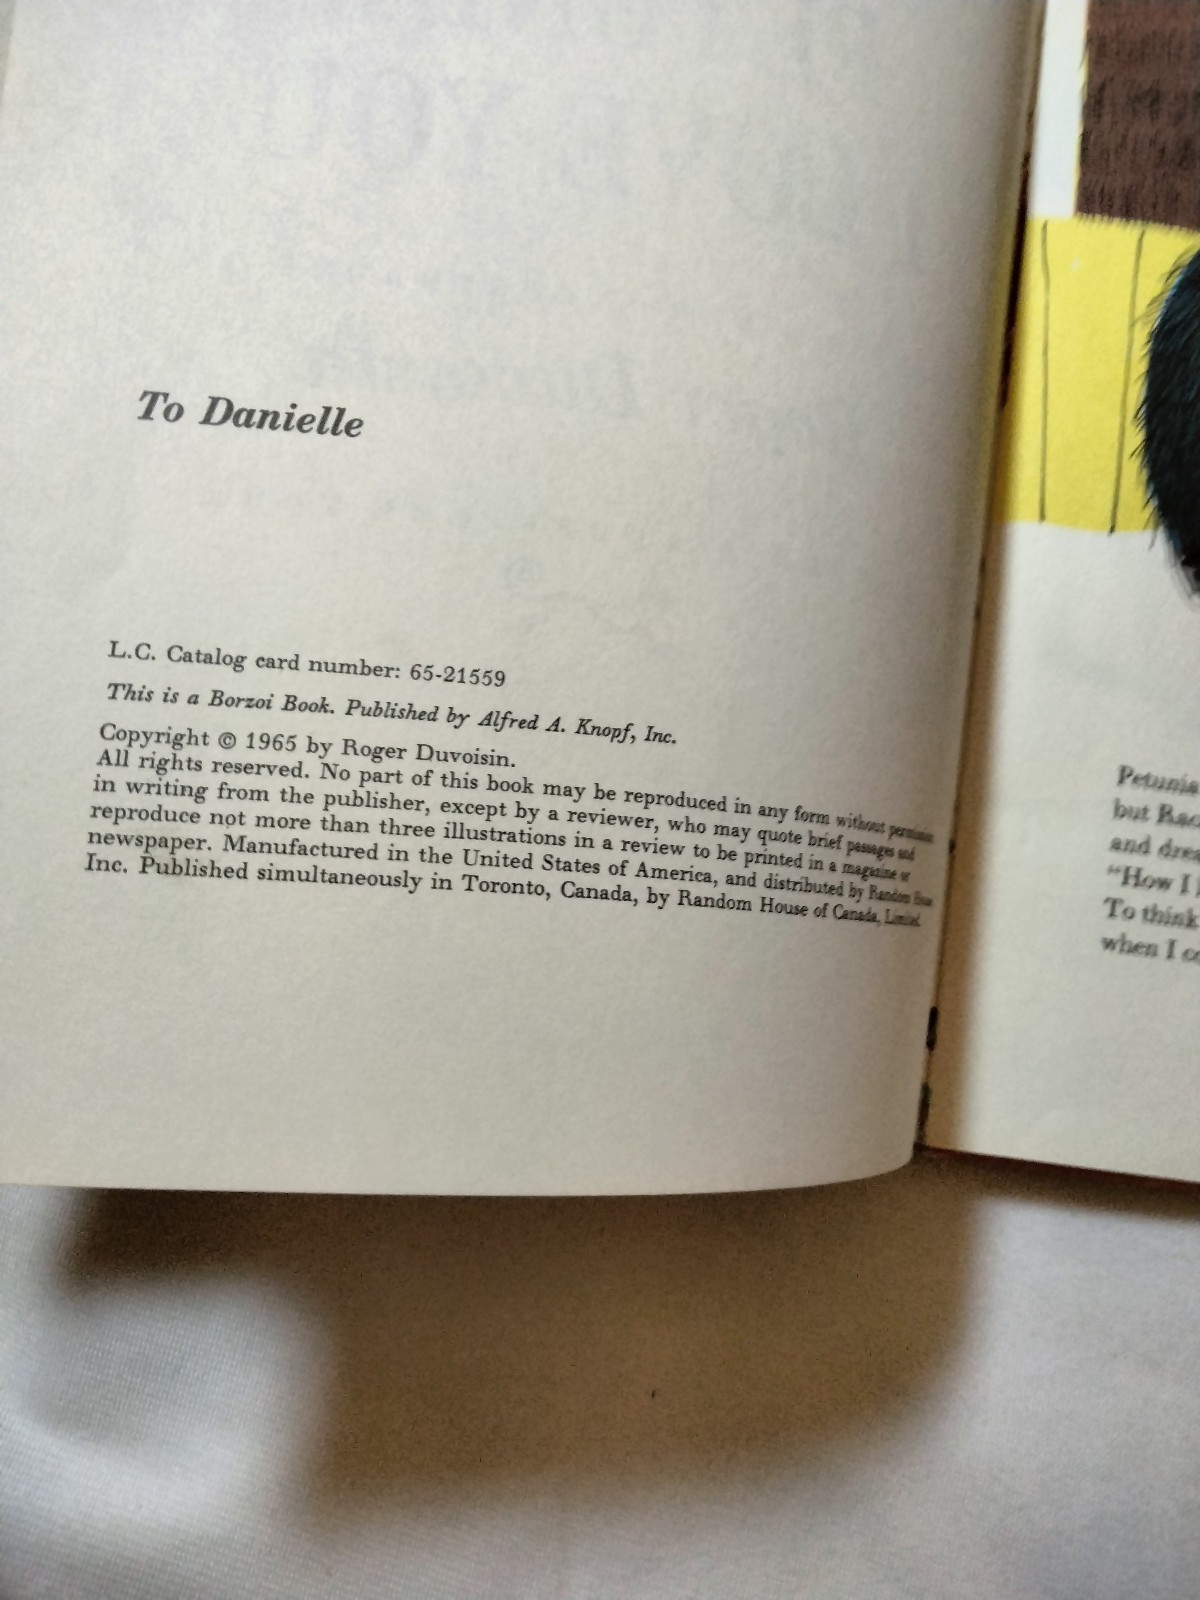 To Danielle
L.C. Catalog card number: 65-21559
This is a Borzoi Book. Published by Alfred A. Knopf, Inc.
Copyright © 1965 by Roger Duvoisin.
All rights reserved. No part of this book may be reproduced in any form without permission
in writing from the publisher, except by a reviewer, who may quote brief passages and
reproduce not more than three illustrations in a review to be printed in a magazine or
newspaper. Manufactured in the United States of America, and distributed by Random House
Inc. Published simultaneously in Toronto, Canada, by Random House of Canada, Limited.
Petunia
but
and
"How I
To think
when I